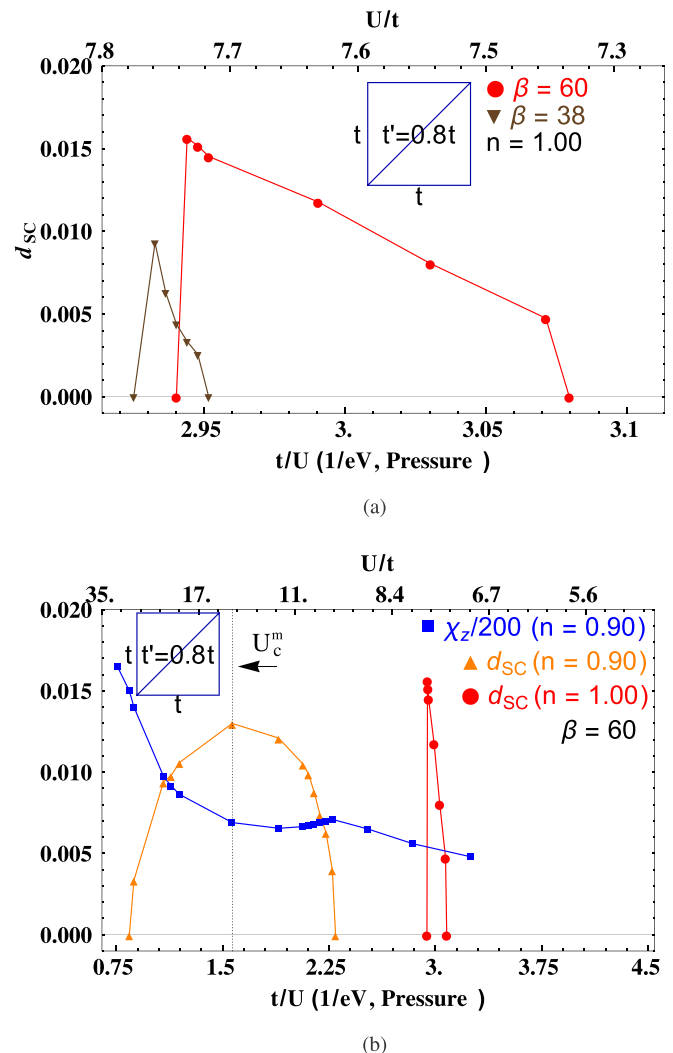 U/t
7.8 7.7 7.6 7.5 7.4 7.3
0.020
0.015
0.010
0.005
0.000
d_SC
t t'=0.8t
t
β = 60
β = 38
n = 1.00
2.95 3. 3.05 3.1
t/U (1/eV, Pressure )
(a)
U/t
35. 17. 11. 8.4 6.7 5.6
0.020
0.015
0.010
0.005
0.000
t t'=0.8t
t
U_c^m
χ_z/200 (n = 0.90)
d_SC (n = 0.90)
d_SC (n = 1.00)
β = 60
0.75 1.5 2.25 3. 3.75 4.5
t/U (1/eV, Pressure )
(b)